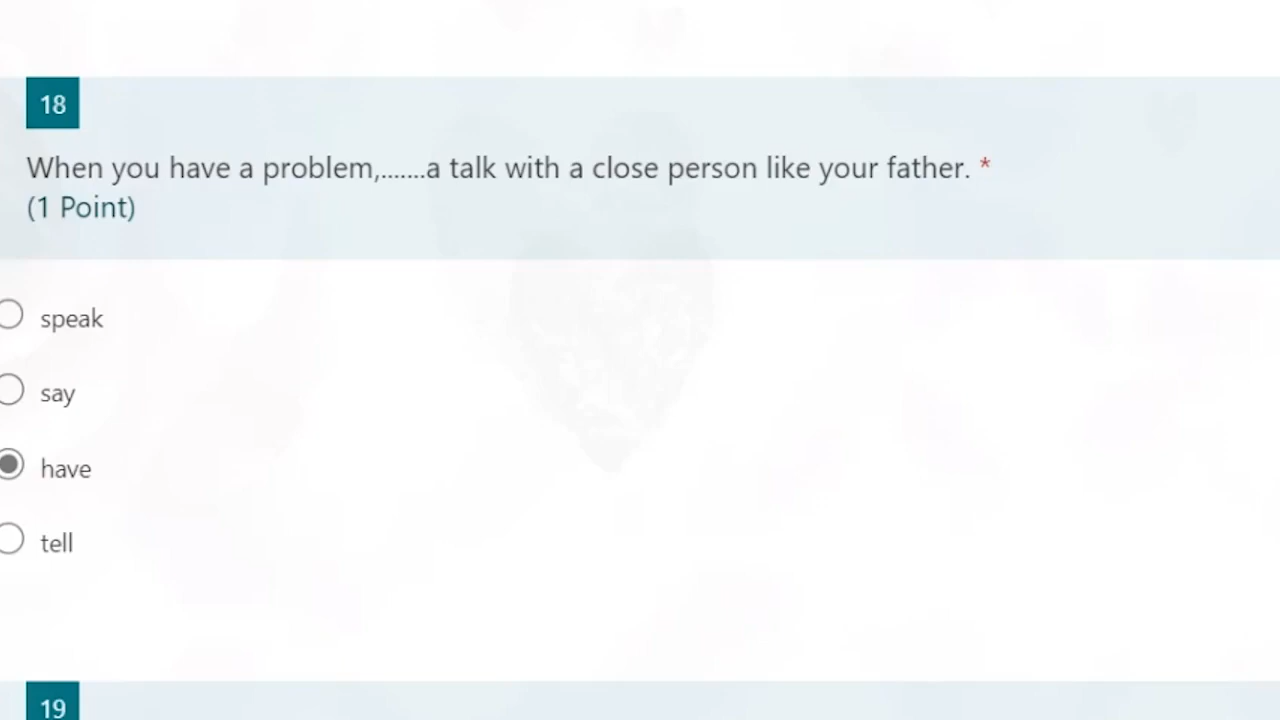 18
When you have a problem,.......a talk with a close person like your father. *
(1 Point)
speak
say
have
tell
19